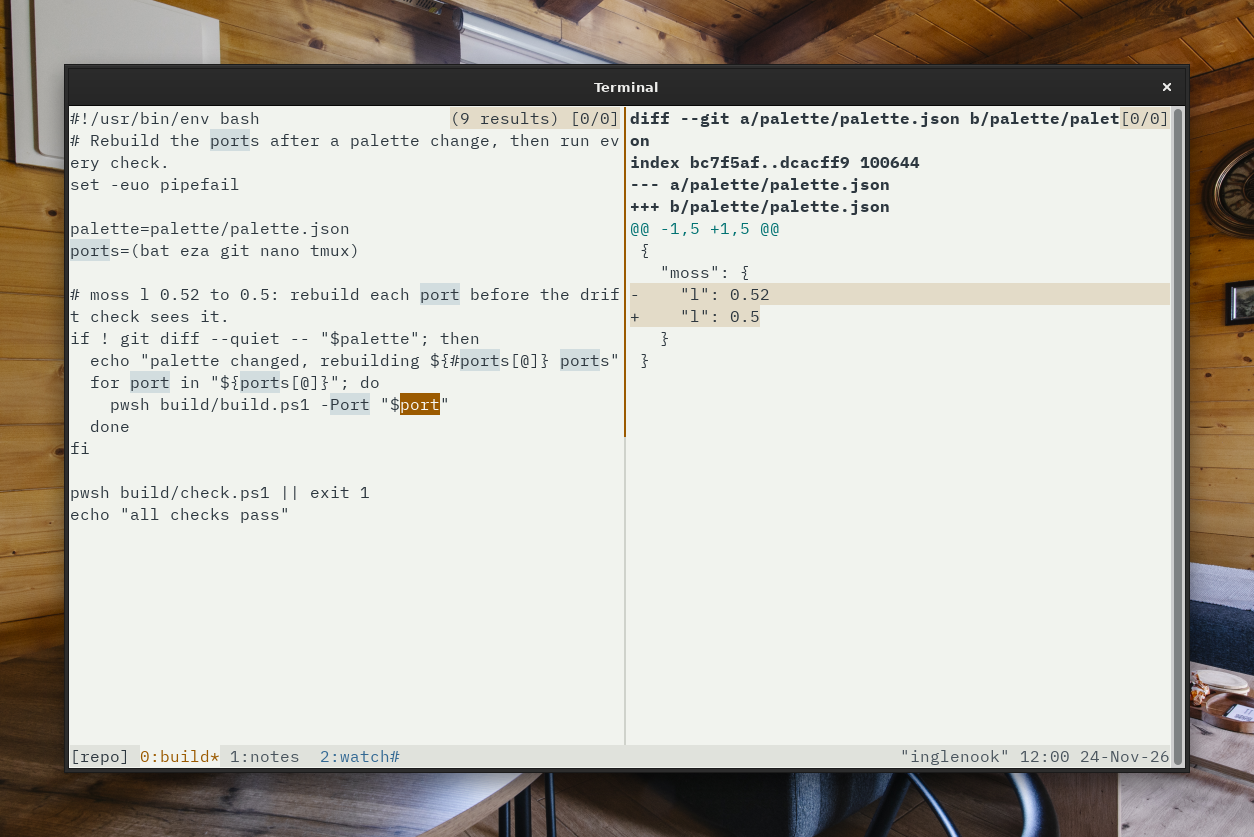 Terminal ×
#!/usr/bin/env bash (9 results) [0/0]
# Rebuild the ports after a palette change, then run ev
ery check.
set -euo pipefail
palette=palette/palette.json
ports=(bat eza git nano tmux)
# moss l 0.52 to 0.5: rebuild each port before the drif
t check sees it.
if ! git diff --quiet -- "$palette"; then
  echo "palette changed, rebuilding ${#ports[@]} ports"
  for port in "${ports[@]}"; do
    pwsh build/build.ps1 -Port "$port"
  done
fi
pwsh build/check.ps1 || exit 1
echo "all checks pass"
diff --git a/palette/palette.json b/palette/palet[0/0]
on
index bc7f5af..dcacff9 100644
--- a/palette/palette.json
+++ b/palette/palette.json
@@ -1,5 +1,5 @@
 {
   "moss": {
-    "l": 0.52
+    "l": 0.5
   }
 }
[repo] 0:build* 1:notes  2:watch# "inglenook" 12:00 24-Nov-26